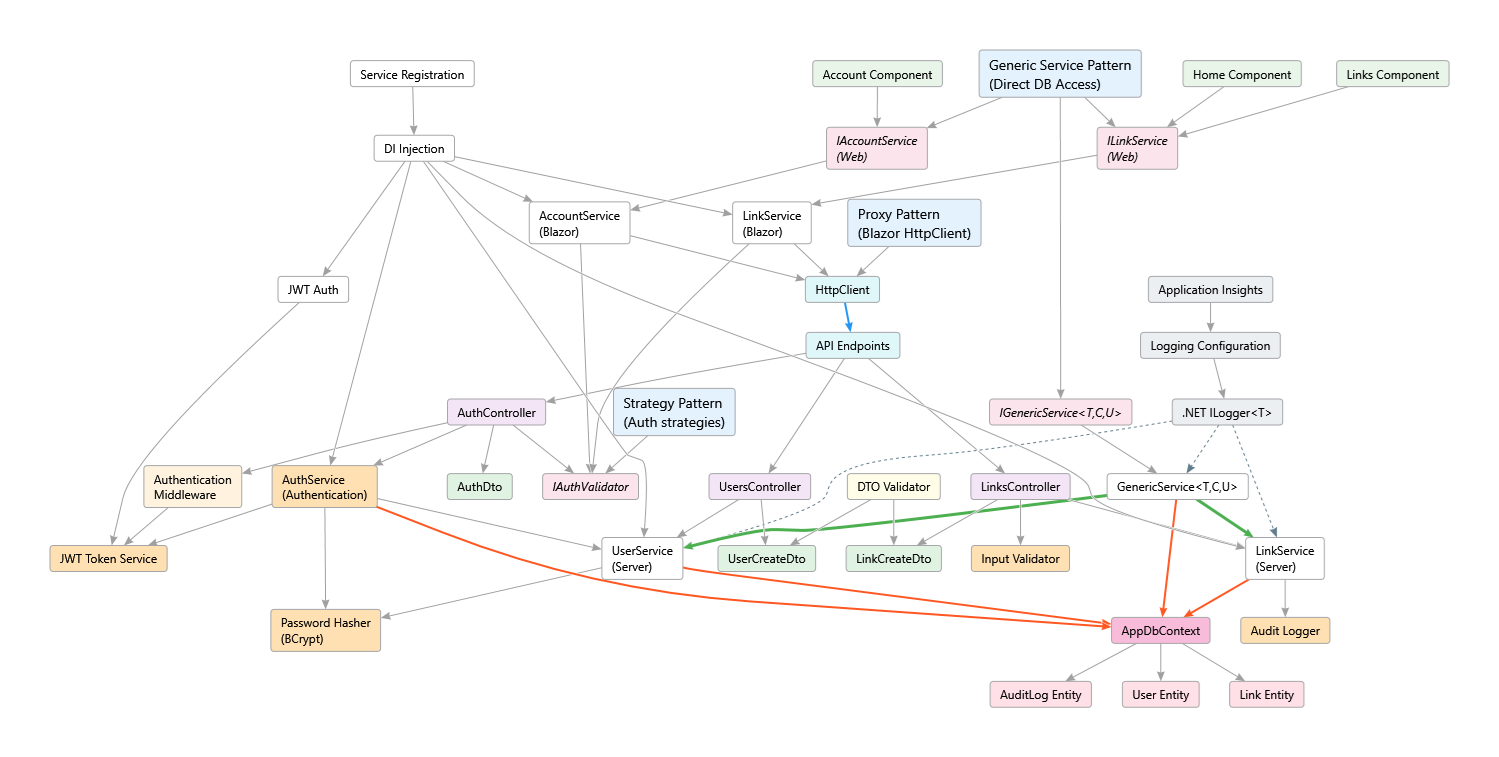 Service Registration
Account Component
Generic Service Pattern
(Direct DB Access)
Home Component
Links Component
DI Injection
IAccountService
(Web)
ILinkService
(Web)
AccountService
(Blazor)
LinkService
(Blazor)
Proxy Pattern
(Blazor HttpClient)
JWT Auth
HttpClient
Application Insights
API Endpoints
Logging Configuration
AuthController
Strategy Pattern
(Auth strategies)
IGenericService<T,C,U>
.NET ILogger<T>
Authentication
Middleware
AuthService
(Authentication)
AuthDto
IAuthValidator
UsersController
DTO Validator
LinksController
GenericService<T,C,U>
JWT Token Service
UserService
(Server)
UserCreateDto
LinkCreateDto
Input Validator
LinkService
(Server)
Password Hasher
(BCrypt)
AppDbContext
Audit Logger
AuditLog Entity
User Entity
Link Entity